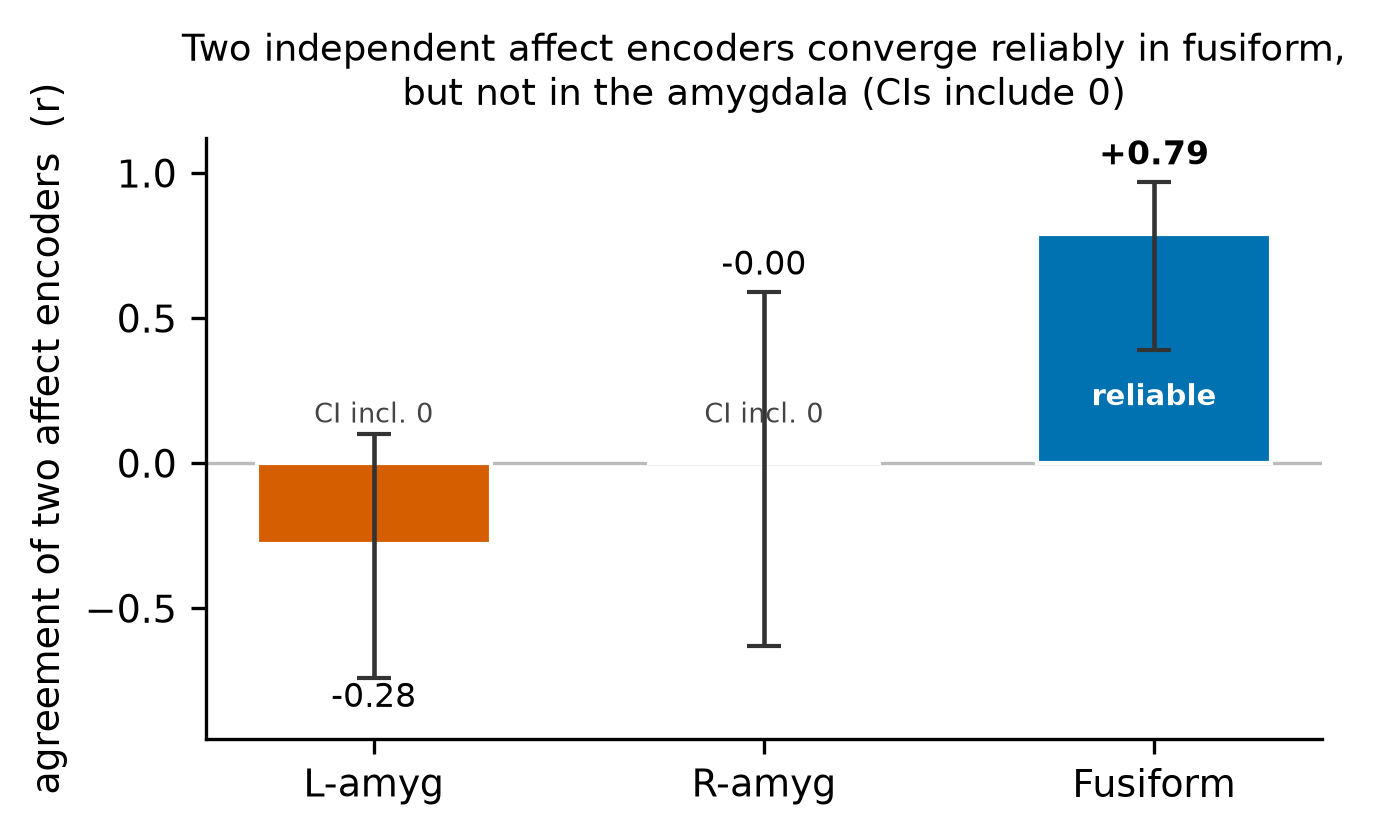 Two independent affect encoders converge reliably in fusiform,
but not in the amygdala (CIs include 0)
agreement of two affect encoders (r)
1.0
0.5
0.0
−0.5
+0.79
-0.00
CI incl. 0
CI incl. 0
reliable
-0.28
L-amyg
R-amyg
Fusiform